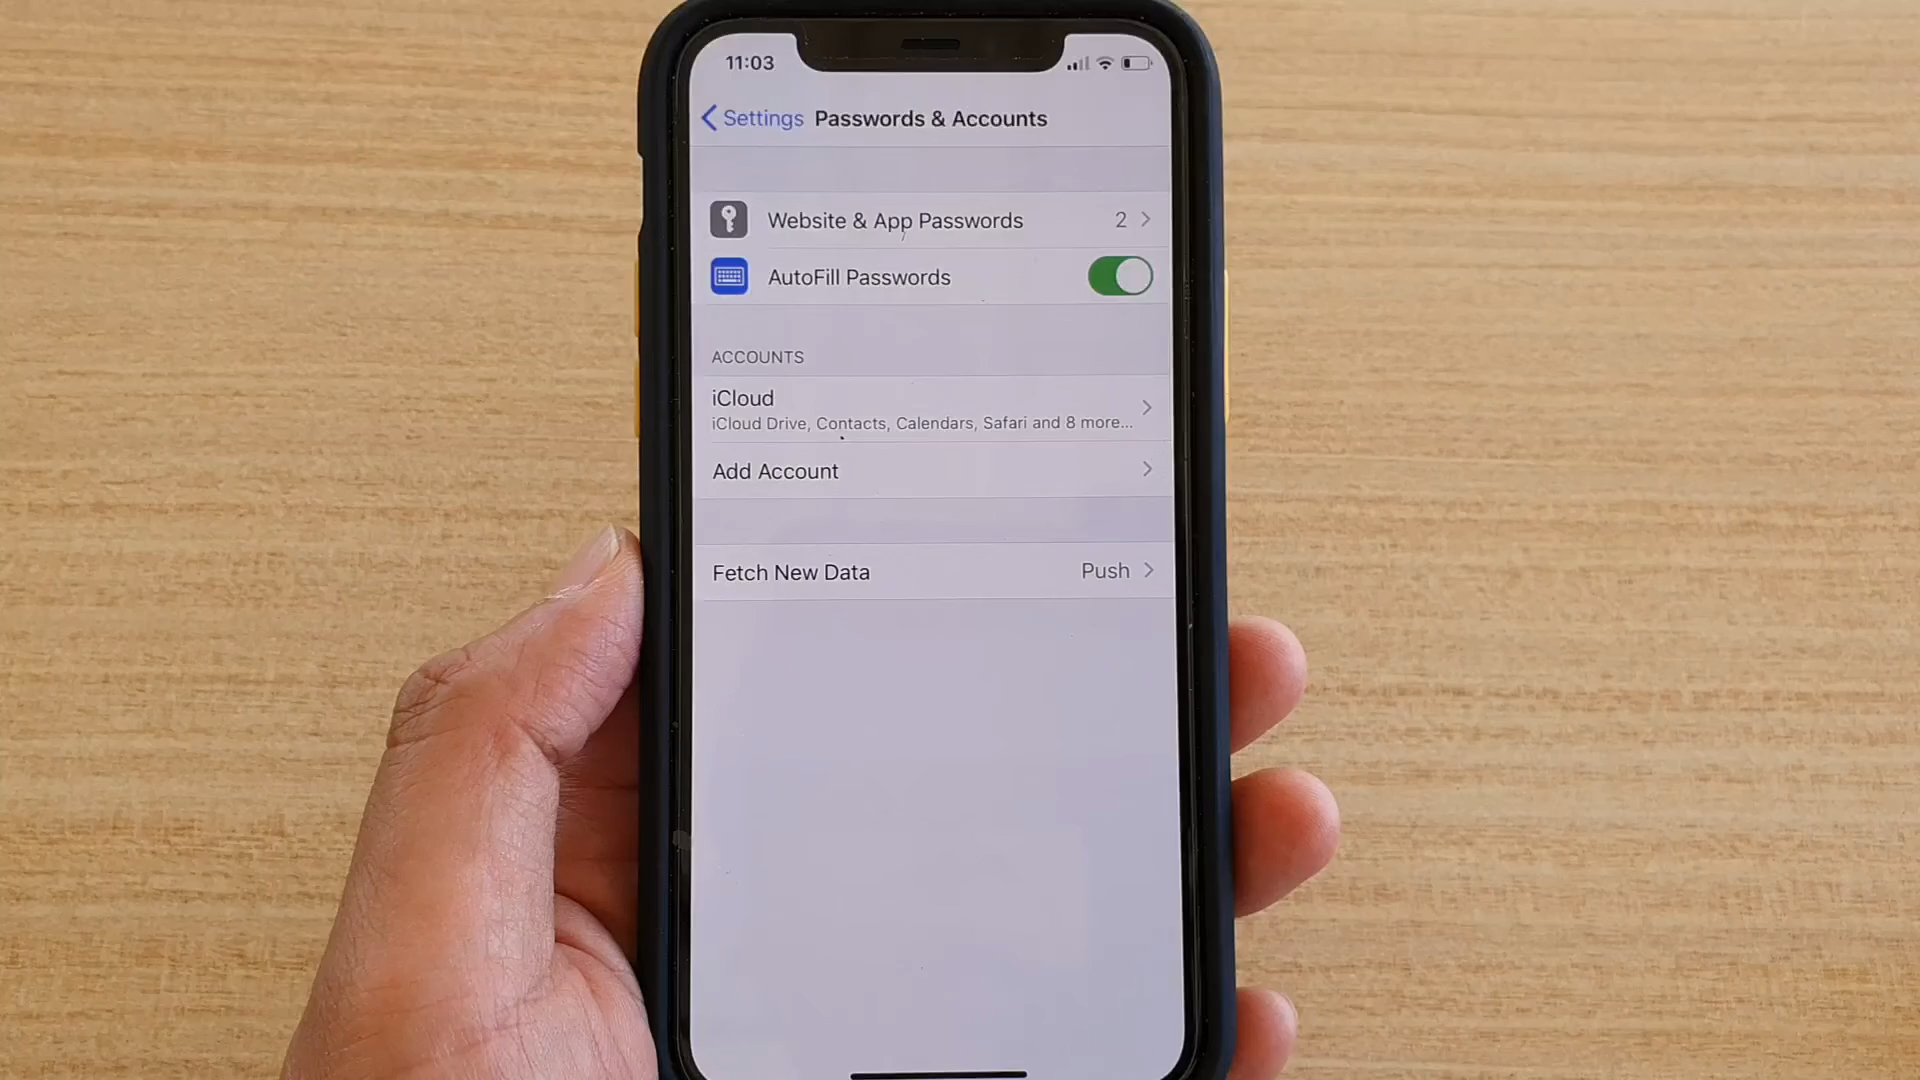 11:03
Settings Passwords & Accounts
Website & App Passwords 2
AutoFill Passwords
ACCOUNTS
iCloud
iCloud Drive, Contacts, Calendars, Safari and 8 more...
Add Account
Fetch New Data Push